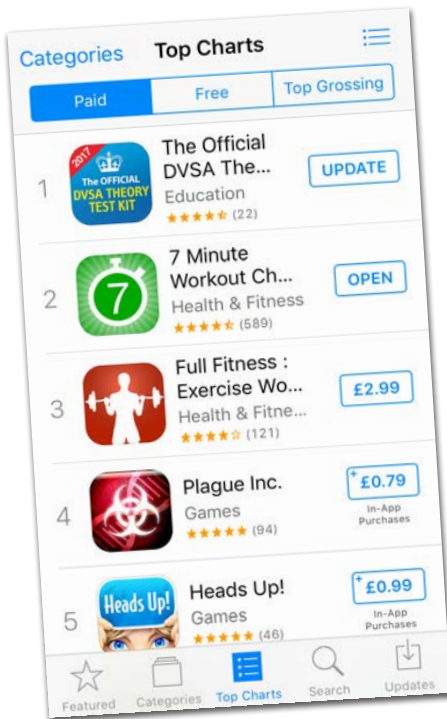 Categories
Top Charts
Paid
Free
Top Grossing
1
2017
The OFFICIAL
DVSA THEORY
TEST KIT
The Official
DVSA The...
Education
(22)
UPDATE
2
7
7 Minute
Workout Ch...
Health & Fitness
(589)
OPEN
3
Full Fitness :
Exercise Wo...
Health & Fitne...
(121)
£2.99
4
Plague Inc.
Games
(94)
+ £0.79
In-App
Purchases
5
Heads Up!
Heads Up!
Games
(46)
+ £0.99
In-App
Purchases
Featured
Categories
Top Charts
Search
Updates